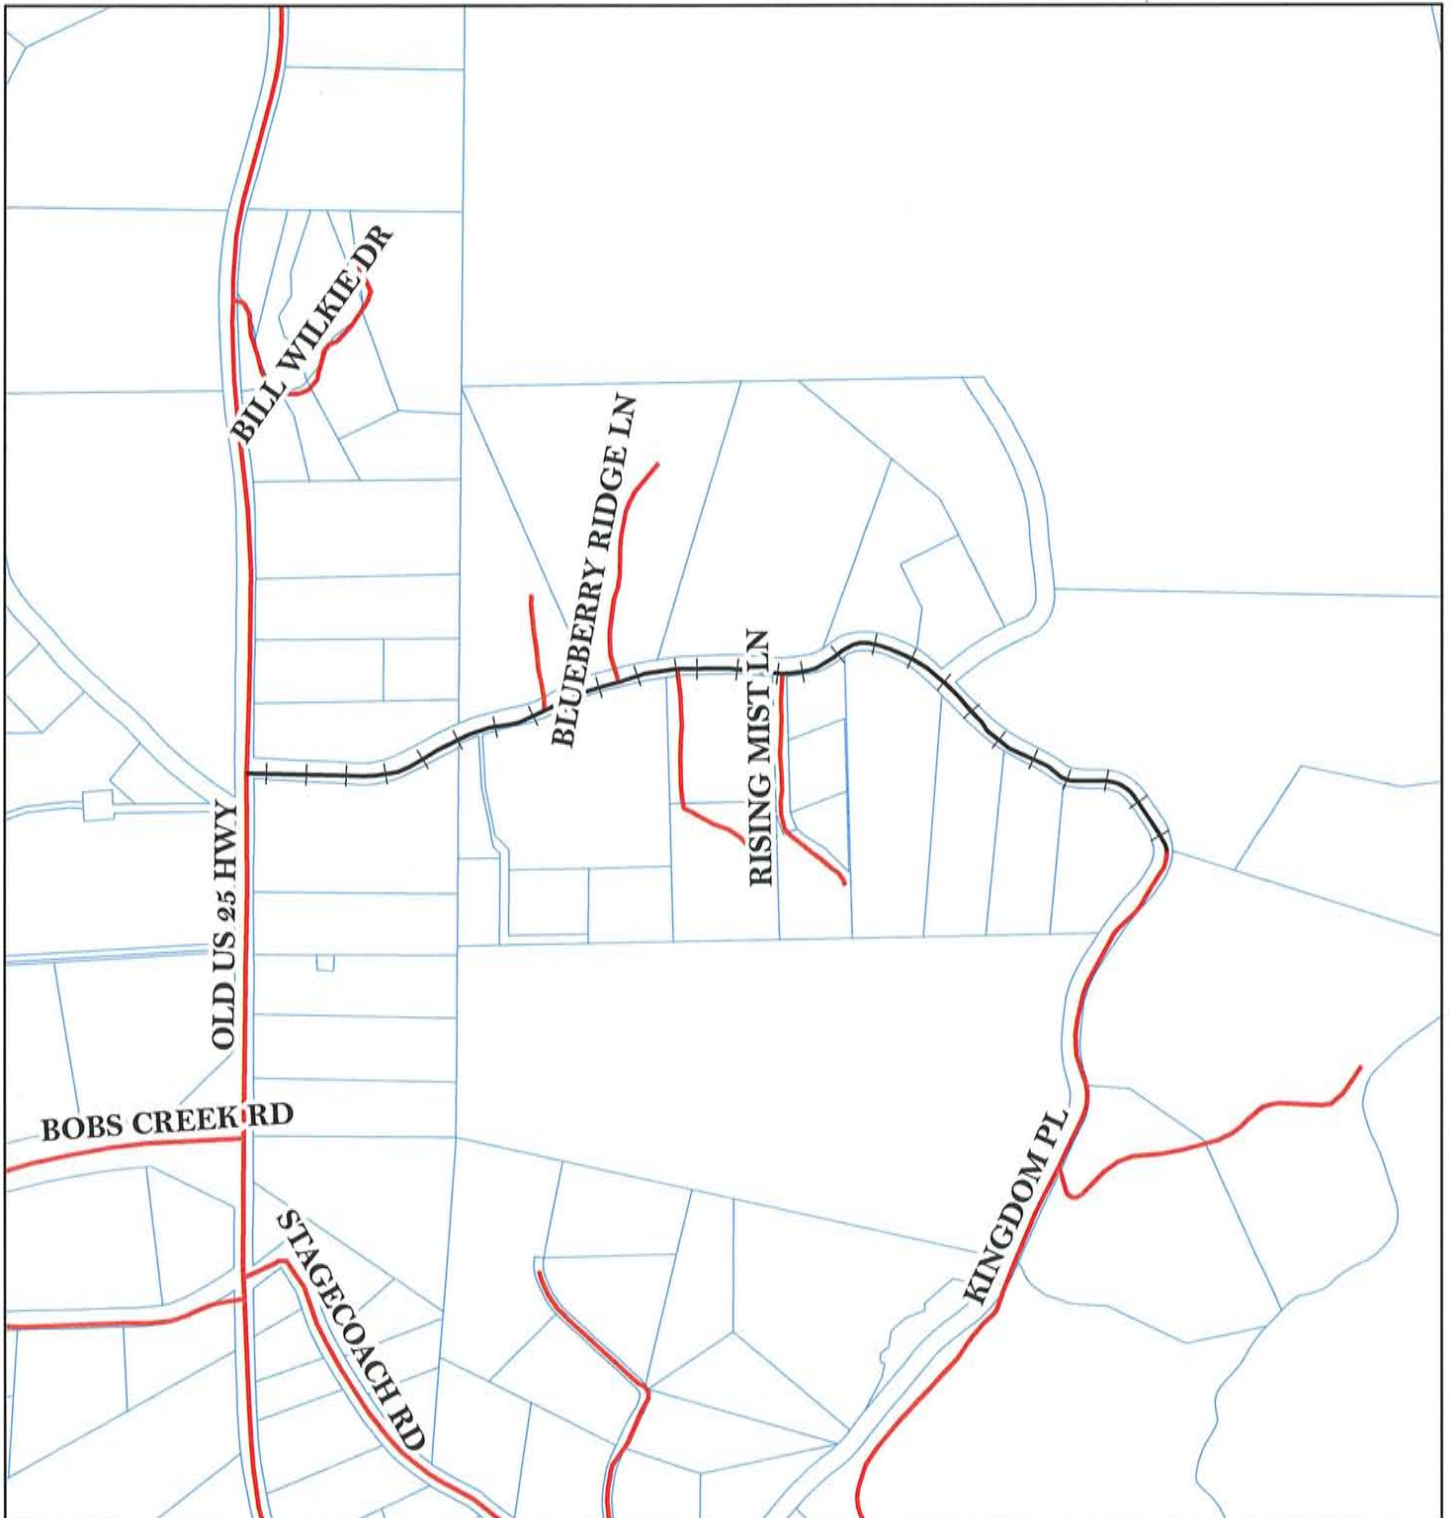 BILL WILKIE DR
BLUEBERRY RIDGE LN
RISING MIST LN
OLD US 25 HWY
BOBS CREEK RD
KINGDOM PL
STAGECOACH RD